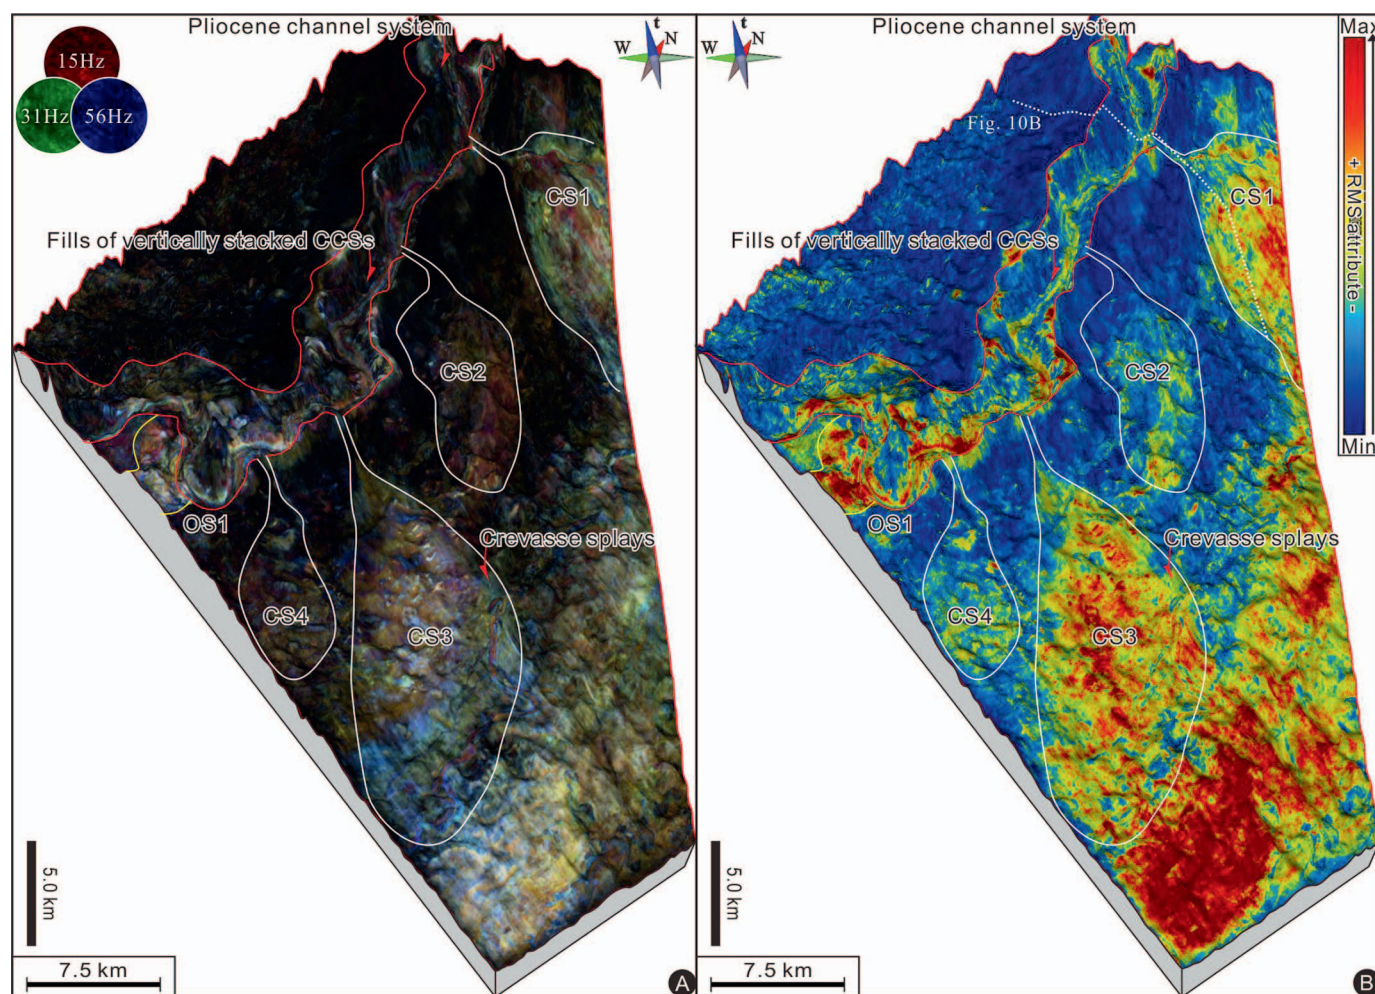 Pliocene channel system
15Hz
31Hz
56Hz
t
W
N
CS1
Fills of vertically stacked CCSs
CS2
OS1
Crevasse splays
CS4
CS3
5.0 km
7.5 km
A
Pliocene channel system
t
W
N
Max
Fig. 10B
CS1
+ RMS attribute -
Fills of vertically stacked CCSs
CS2
Min
OS1
Crevasse splays
CS4
CS3
5.0 km
7.5 km
B